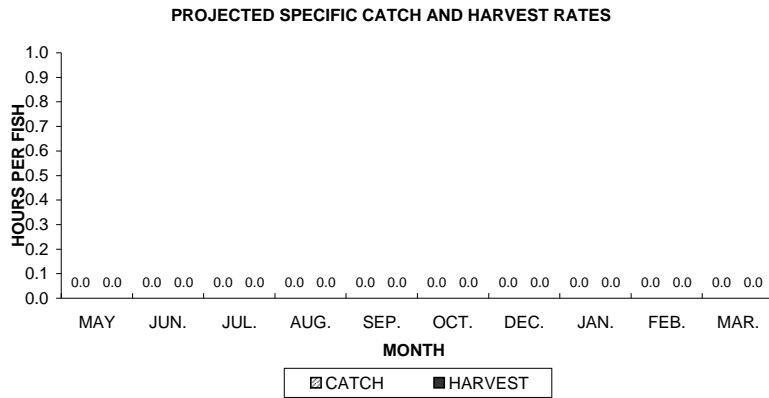 PROJECTED SPECIFIC CATCH AND HARVEST RATES
HOURS PER FISH
1.0
0.9
0.8
0.7
0.6
0.5
0.4
0.3
0.2
0.1
0.0
0.0 0.0 0.0 0.0 0.0 0.0 0.0 0.0 0.0 0.0 0.0 0.0 0.0 0.0 0.0 0.0 0.0 0.0 0.0 0.0
MAY JUN. JUL. AUG. SEP. OCT. DEC. JAN. FEB. MAR.
MONTH
CATCH HARVEST